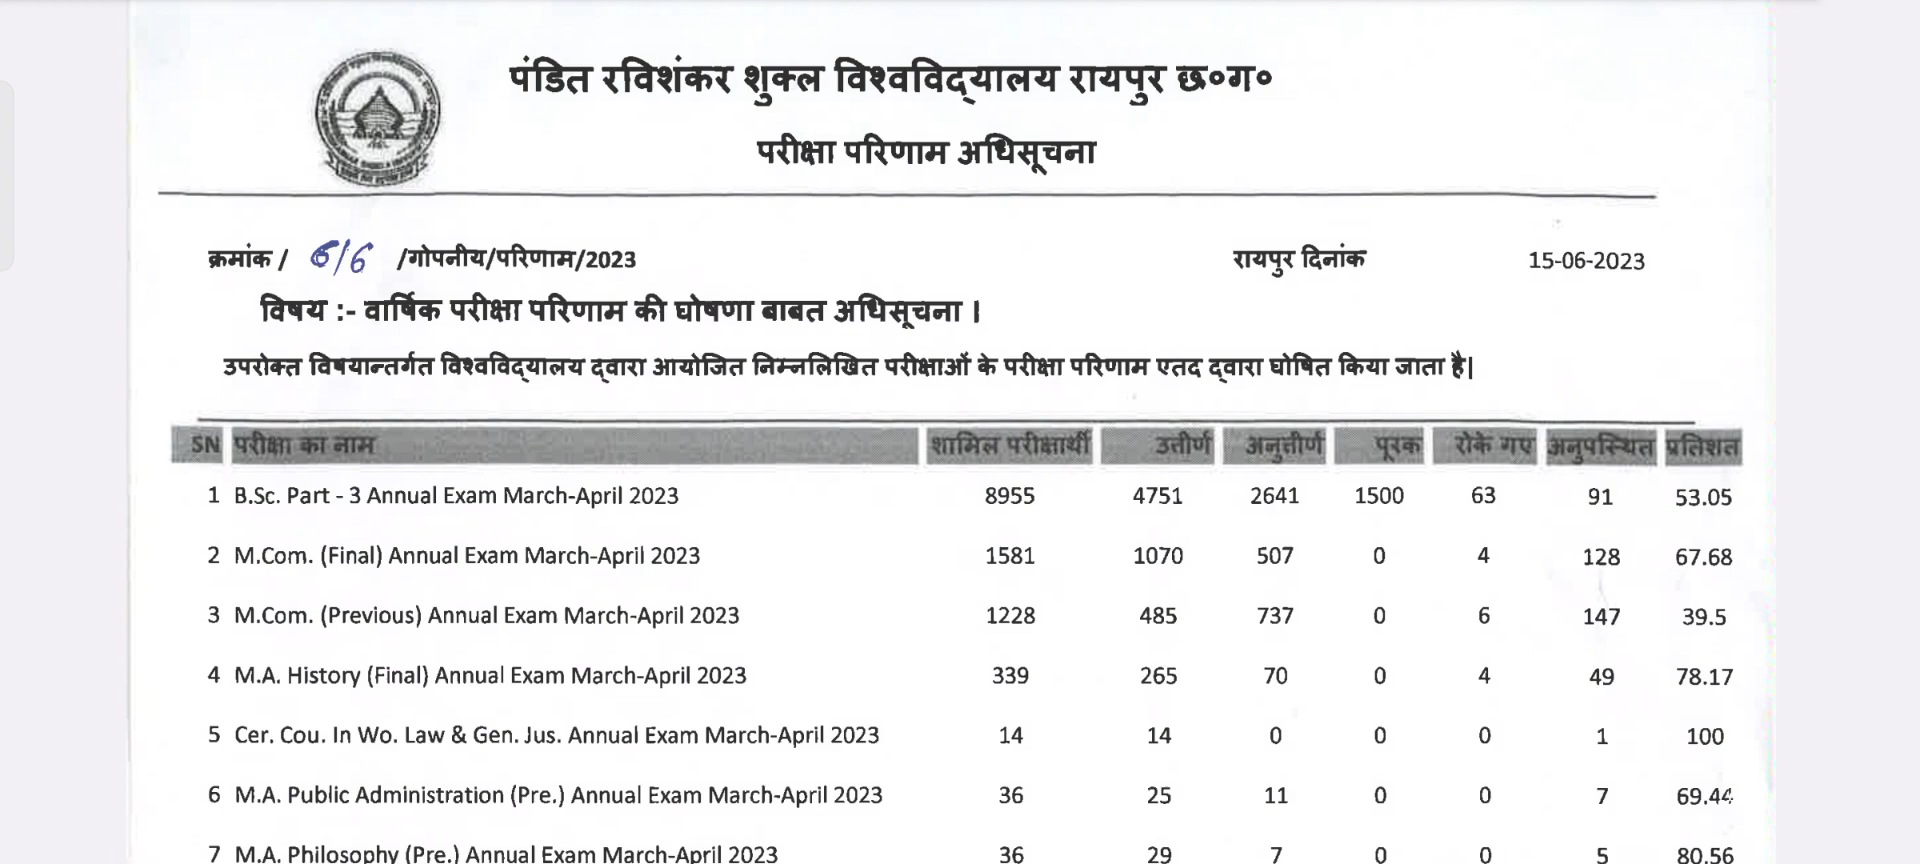 पंडित रविशंकर शुक्ल विश्वविद्यालय रायपुर छ०ग०
परीक्षा परिणाम अधिसूचना
क्रमांक / 6/6 /गोपनीय/परिणाम/2023 रायपुर दिनांक 15-06-2023
विषय :- वार्षिक परीक्षा परिणाम की घोषणा बाबत अधिसूचना ।
उपरोक्त विषयान्तर्गत विश्वविद्यालय द्वारा आयोजित निम्नलिखित परीक्षाओं के परीक्षा परिणाम एतद द्वारा घोषित किया जाता है|
SN परीक्षा का नाम शामिल परीक्षार्थी उत्तीर्ण अनुत्तीर्ण पूरक रोके गए अनुपस्थित प्रतिशत
1 B.Sc. Part - 3 Annual Exam March-April 2023 8955 4751 2641 1500 63 91 53.05
2 M.Com. (Final) Annual Exam March-April 2023 1581 1070 507 0 4 128 67.68
3 M.Com. (Previous) Annual Exam March-April 2023 1228 485 737 0 6 147 39.5
4 M.A. History (Final) Annual Exam March-April 2023 339 265 70 0 4 49 78.17
5 Cer. Cou. In Wo. Law & Gen. Jus. Annual Exam March-April 2023 14 14 0 0 0 1 100
6 M.A. Public Administration (Pre.) Annual Exam March-April 2023 36 25 11 0 0 7 69.44
7 M.A. Philosophy (Pre.) Annual Exam March-April 2023 36 29 7 0 0 5 80.56